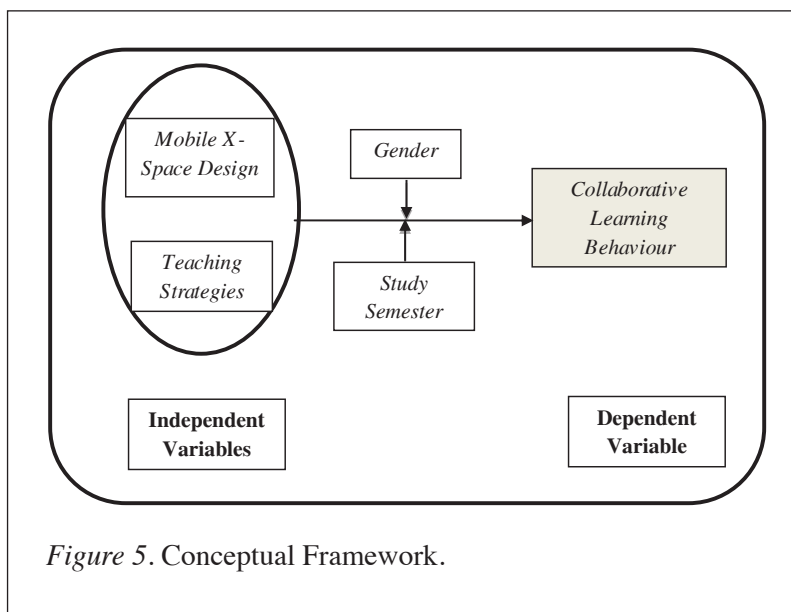 Mobile X-
Space Design
Teaching
Strategies
Gender
Study
Semester
Collaborative
Learning
Behaviour
Independent
Variables
Dependent
Variable
Figure 5. Conceptual Framework.